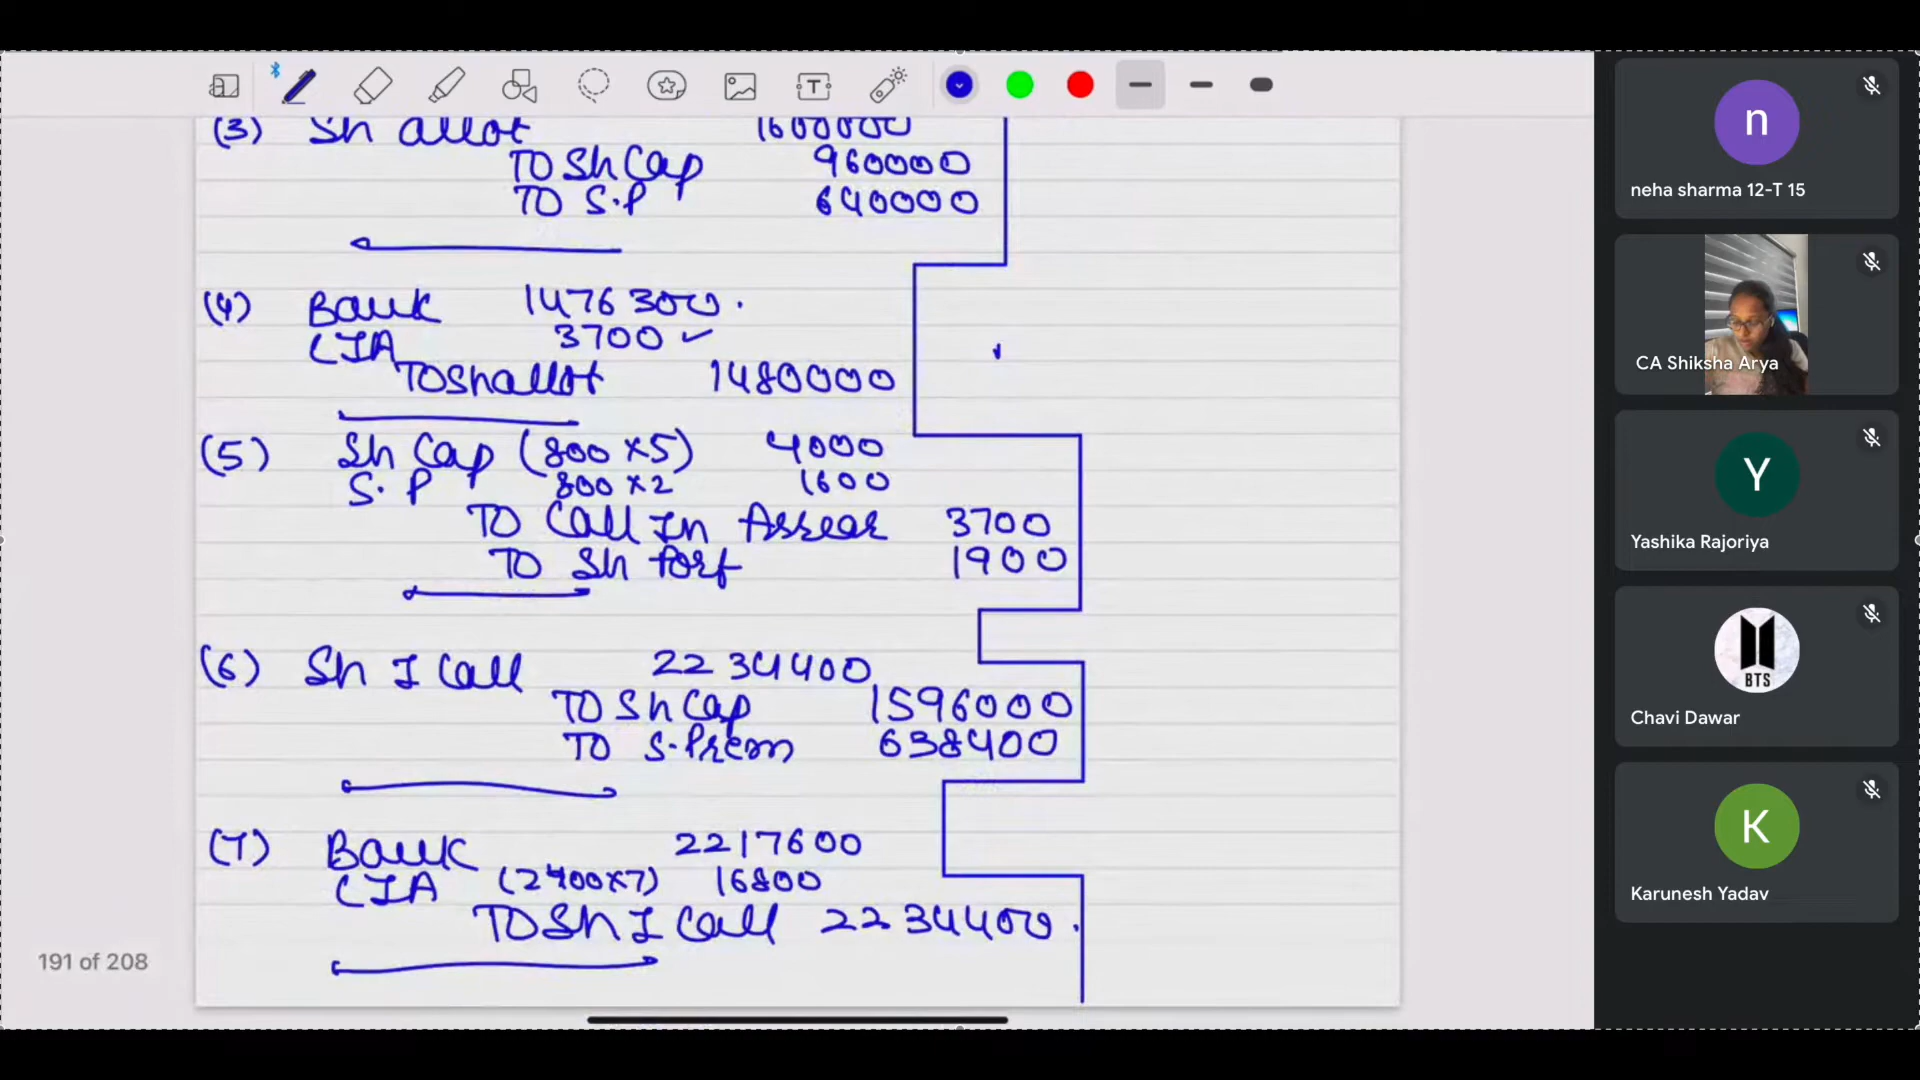 (3) Sh allot 1600000
TO Sh Cap 960000
TO S.P 640000
(4) Bank 1476300.
CIA 3700 ✓
TO Sh allot 1480000
(5) Sh Cap (800 x 5) 4000
S.P 800 x 2 1600
TO Call In Arrear 3700
TO Sh forf 1900
(6) Sh I Call 2234400
TO Sh Cap 1596000
TO S.Prem 638400
(7) Bank 2217600
CIA (2400x7) 16800
TO Sh I Call 2234400.
191 of 208
T
n
neha sharma 12-T 15
CA Shiksha Arya
Y
Yashika Rajoriya
BTS
Chavi Dawar
K
Karunesh Yadav